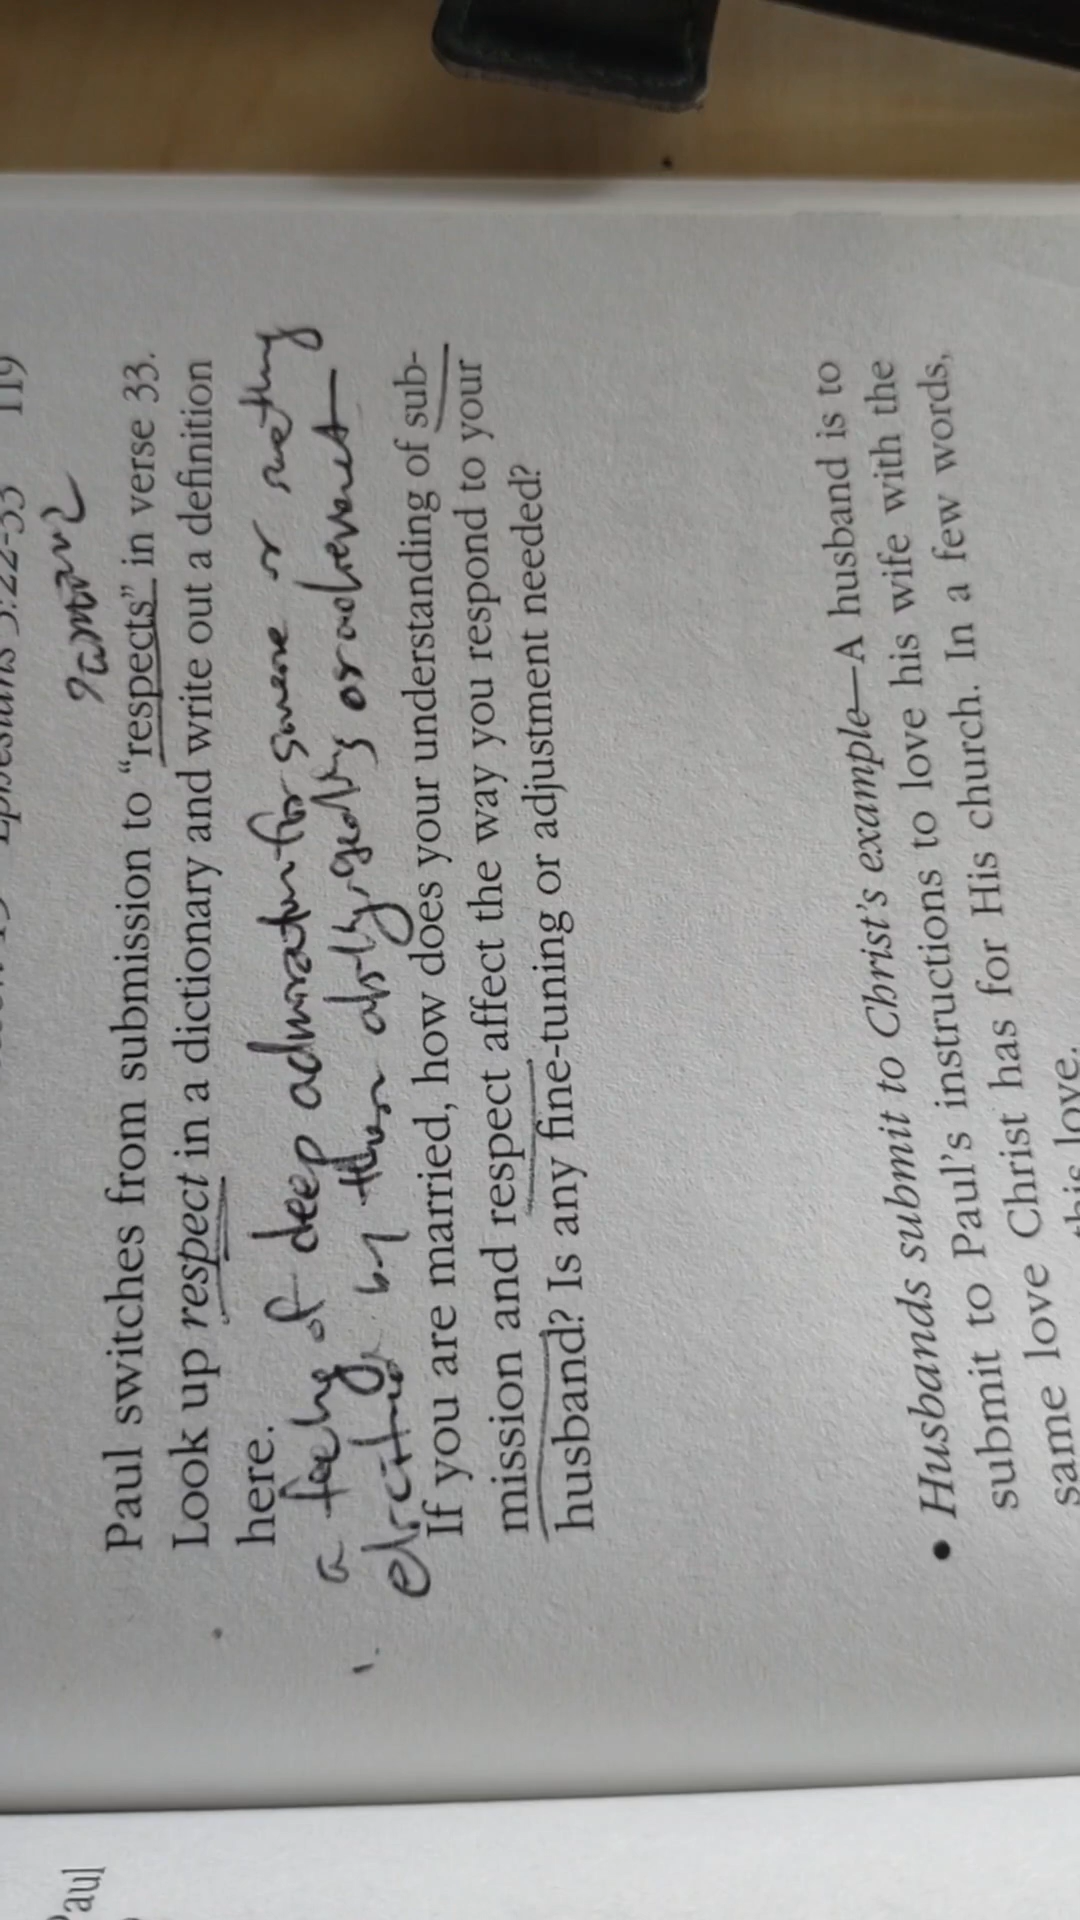 Ephesians 5:22-33 119
Paul switches from submission to “respects” in verse 33.
Look up respect in a dictionary and write out a definition
here.
a feeling of deep admiration for someone or something
elicited by their ability, qualities or achievement
If you are married, how does your understanding of sub-
mission and respect affect the way you respond to your
husband? Is any fine-tuning or adjustment needed?
• Husbands submit to Christ's example—A husband is to
submit to Paul's instructions to love his wife with the
same love Christ has for His church. In a few words,
this love.
Paul